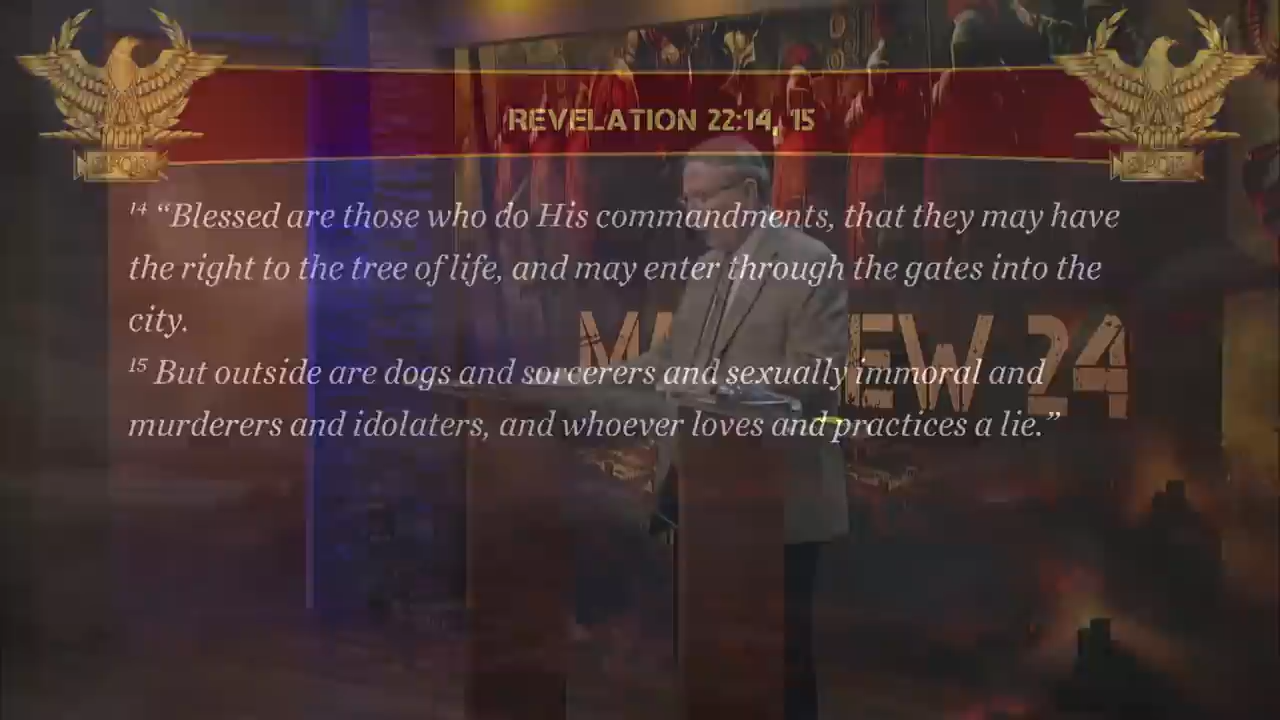 REVELATION 22:14, 15
¹⁴ “Blessed are those who do His commandments, that they may have
the right to the tree of life, and may enter through the gates into the
city.
¹⁵ But outside are dogs and sorcerers and sexually immoral and
murderers and idolaters, and whoever loves and practices a lie.”
24